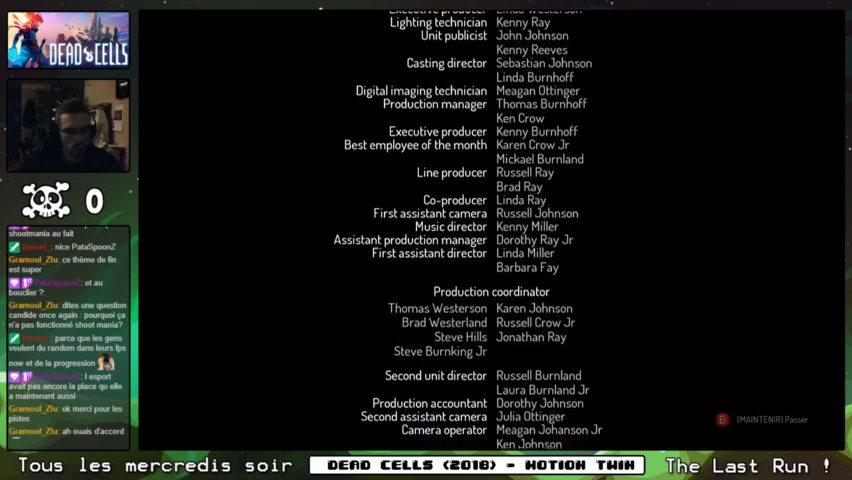 DEAD CELLS
Executive producer Linda Westerson
Lighting technician Kenny Ray
Unit publicist John Johnson
Kenny Reeves
Casting director Sebastian Johnson
Linda Burnhoff
Digital imaging technician Meagan Ottinger
Production manager Thomas Burnhoff
Ken Crow
Executive producer Kenny Burnhoff
Best employee of the month Karen Crow Jr
Mickael Burnland
Line producer Russell Ray
Brad Ray
Co-producer Linda Ray
First assistant camera Russell Johnson
Music director Kenny Miller
Assistant production manager Dorothy Ray Jr
First assistant director Linda Miller
Barbara Fay
Production coordinator
Thomas Westerson Karen Johnson
Brad Westerland Russell Crow Jr
Steve Hills Jonathan Ray
Steve Burnking Jr
Second unit director Russell Burnland
Laura Burnland Jr
Production accountant Dorothy Johnson
Second assistant camera Julia Ottinger
Camera operator Meagan Johanson Jr
Ken Johnson
B (MAINTENIR) Passer
0
shootmania au fait
: nice PataSpoonZ
Gramoul_Zlu: ce thème de fin
est super
PataSpoonZ: et au
bouclier ?:
Gramoul_Zlu: dites une question
candide once again : pourquoi ça
n'a pas fonctionné shoot mania?
: parce que les gens
veulent du random dans leurs fps
now et de la progression
: l esport
avait pas encore la place qu elle
a maintenant aussi
Gramoul_Zlu: ok merci pour les
pistes
Gramoul_Zlu: ah ouais d'accord
Tous les mercredis soir
DEAD CELLS (2018) - MOTION TWIN
The Last Run !